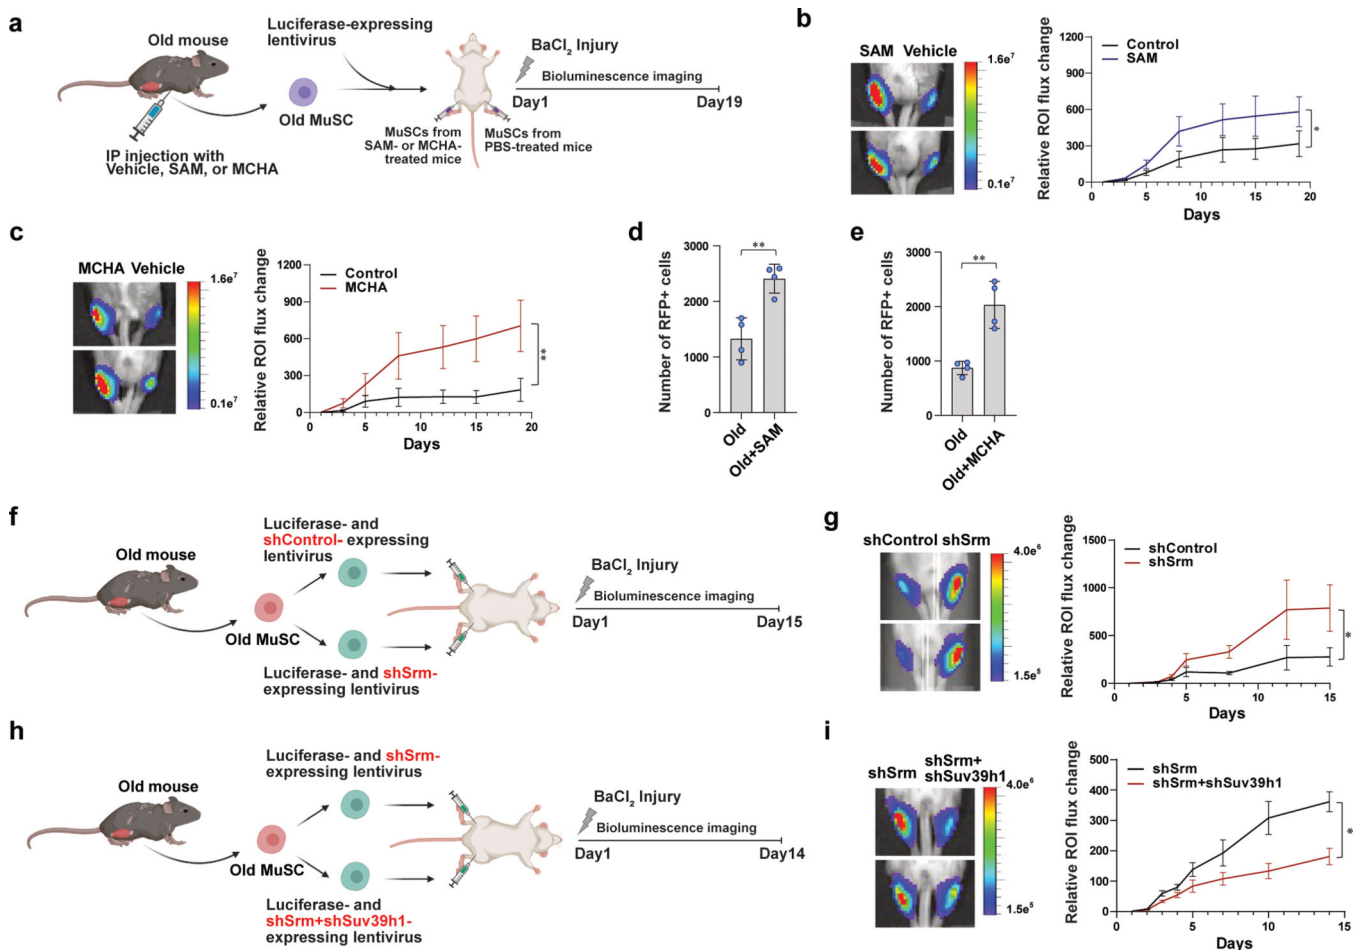 a
Old mouse
Luciferase-expressing
lentivirus
BaCl2 Injury
Bioluminescence imaging
Day1
Day19
Old MuSC
IP injection with
Vehicle, SAM, or MCHA
MuSCs from
SAM- or MCHA-
treated mice
MuSCs from
PBS-treated mice
b
SAM Vehicle
1.6e7
0.1e7
Relative ROI flux change
1200
900
600
300
0
Control
SAM
*
0 5 10 15 20
Days
c
MCHA Vehicle
1.6e7
0.1e7
Relative ROI flux change
1200
900
600
300
0
Control
MCHA
**
0 5 10 15 20
Days
d
Number of RFP+ cells
3000
2000
1000
0
**
Old
Old+SAM
e
Number of RFP+ cells
3000
2000
1000
0
**
Old
Old+MCHA
f
Old mouse
Luciferase- and
shControl- expressing
lentivirus
Old MuSC
Luciferase- and shSrm-
expressing lentivirus
BaCl2 Injury
Bioluminescence imaging
Day1
Day15
g
shControl shSrm
4.0e6
1.5e5
Relative ROI flux change
1500
1000
500
0
shControl
shSrm
*
0 5 10 15
Days
h
Old mouse
Luciferase- and shSrm-
expressing lentivirus
Old MuSC
Luciferase- and
shSrm+shSuv39h1-
expressing lentivirus
BaCl2 Injury
Bioluminescence imaging
Day1
Day14
i
shSrm
shSrm+
shSuv39h1
4.0e6
1.5e5
Relative ROI flux change
500
400
300
200
100
0
shSrm
shSrm+shSuv39h1
*
0 5 10 15
Days